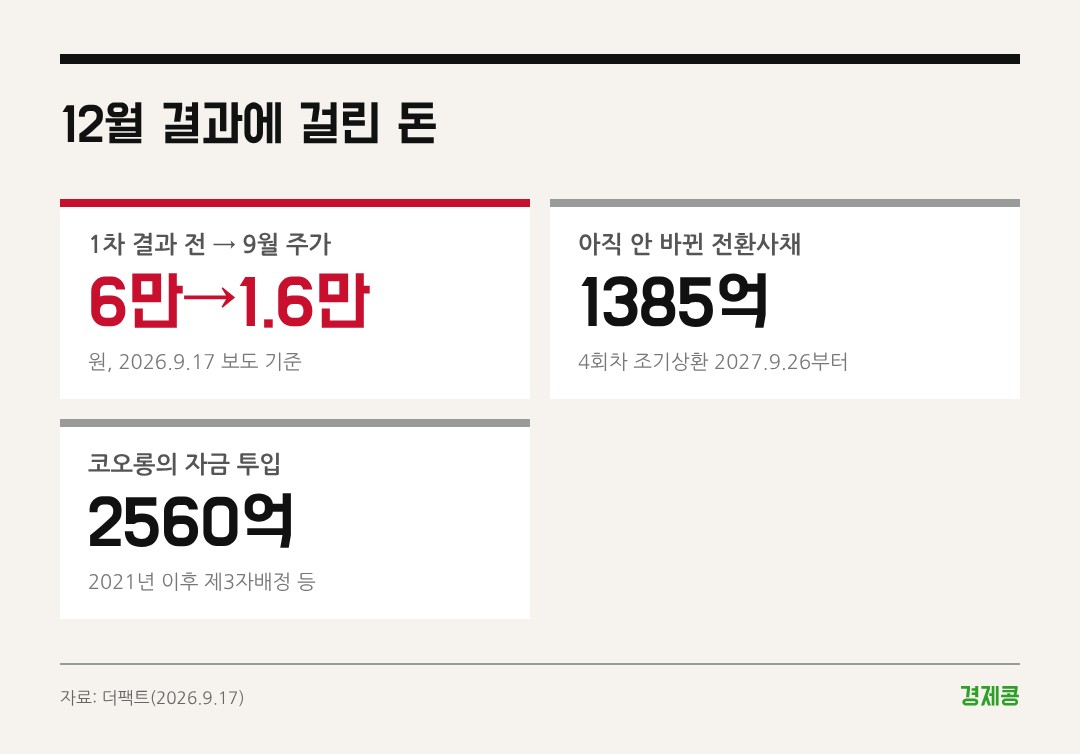 12월 결과에 걸린 돈
1차 결과 전 → 9월 주가
6만→1.6만
원, 2026.9.17 보도 기준
아직 안 바뀐 전환사채
1385억
4회차 조기상환 2027.9.26부터
코오롱의 자금 투입
2560억
2021년 이후 제3자배정 등
자료: 더팩트(2026.9.17)
경제콩